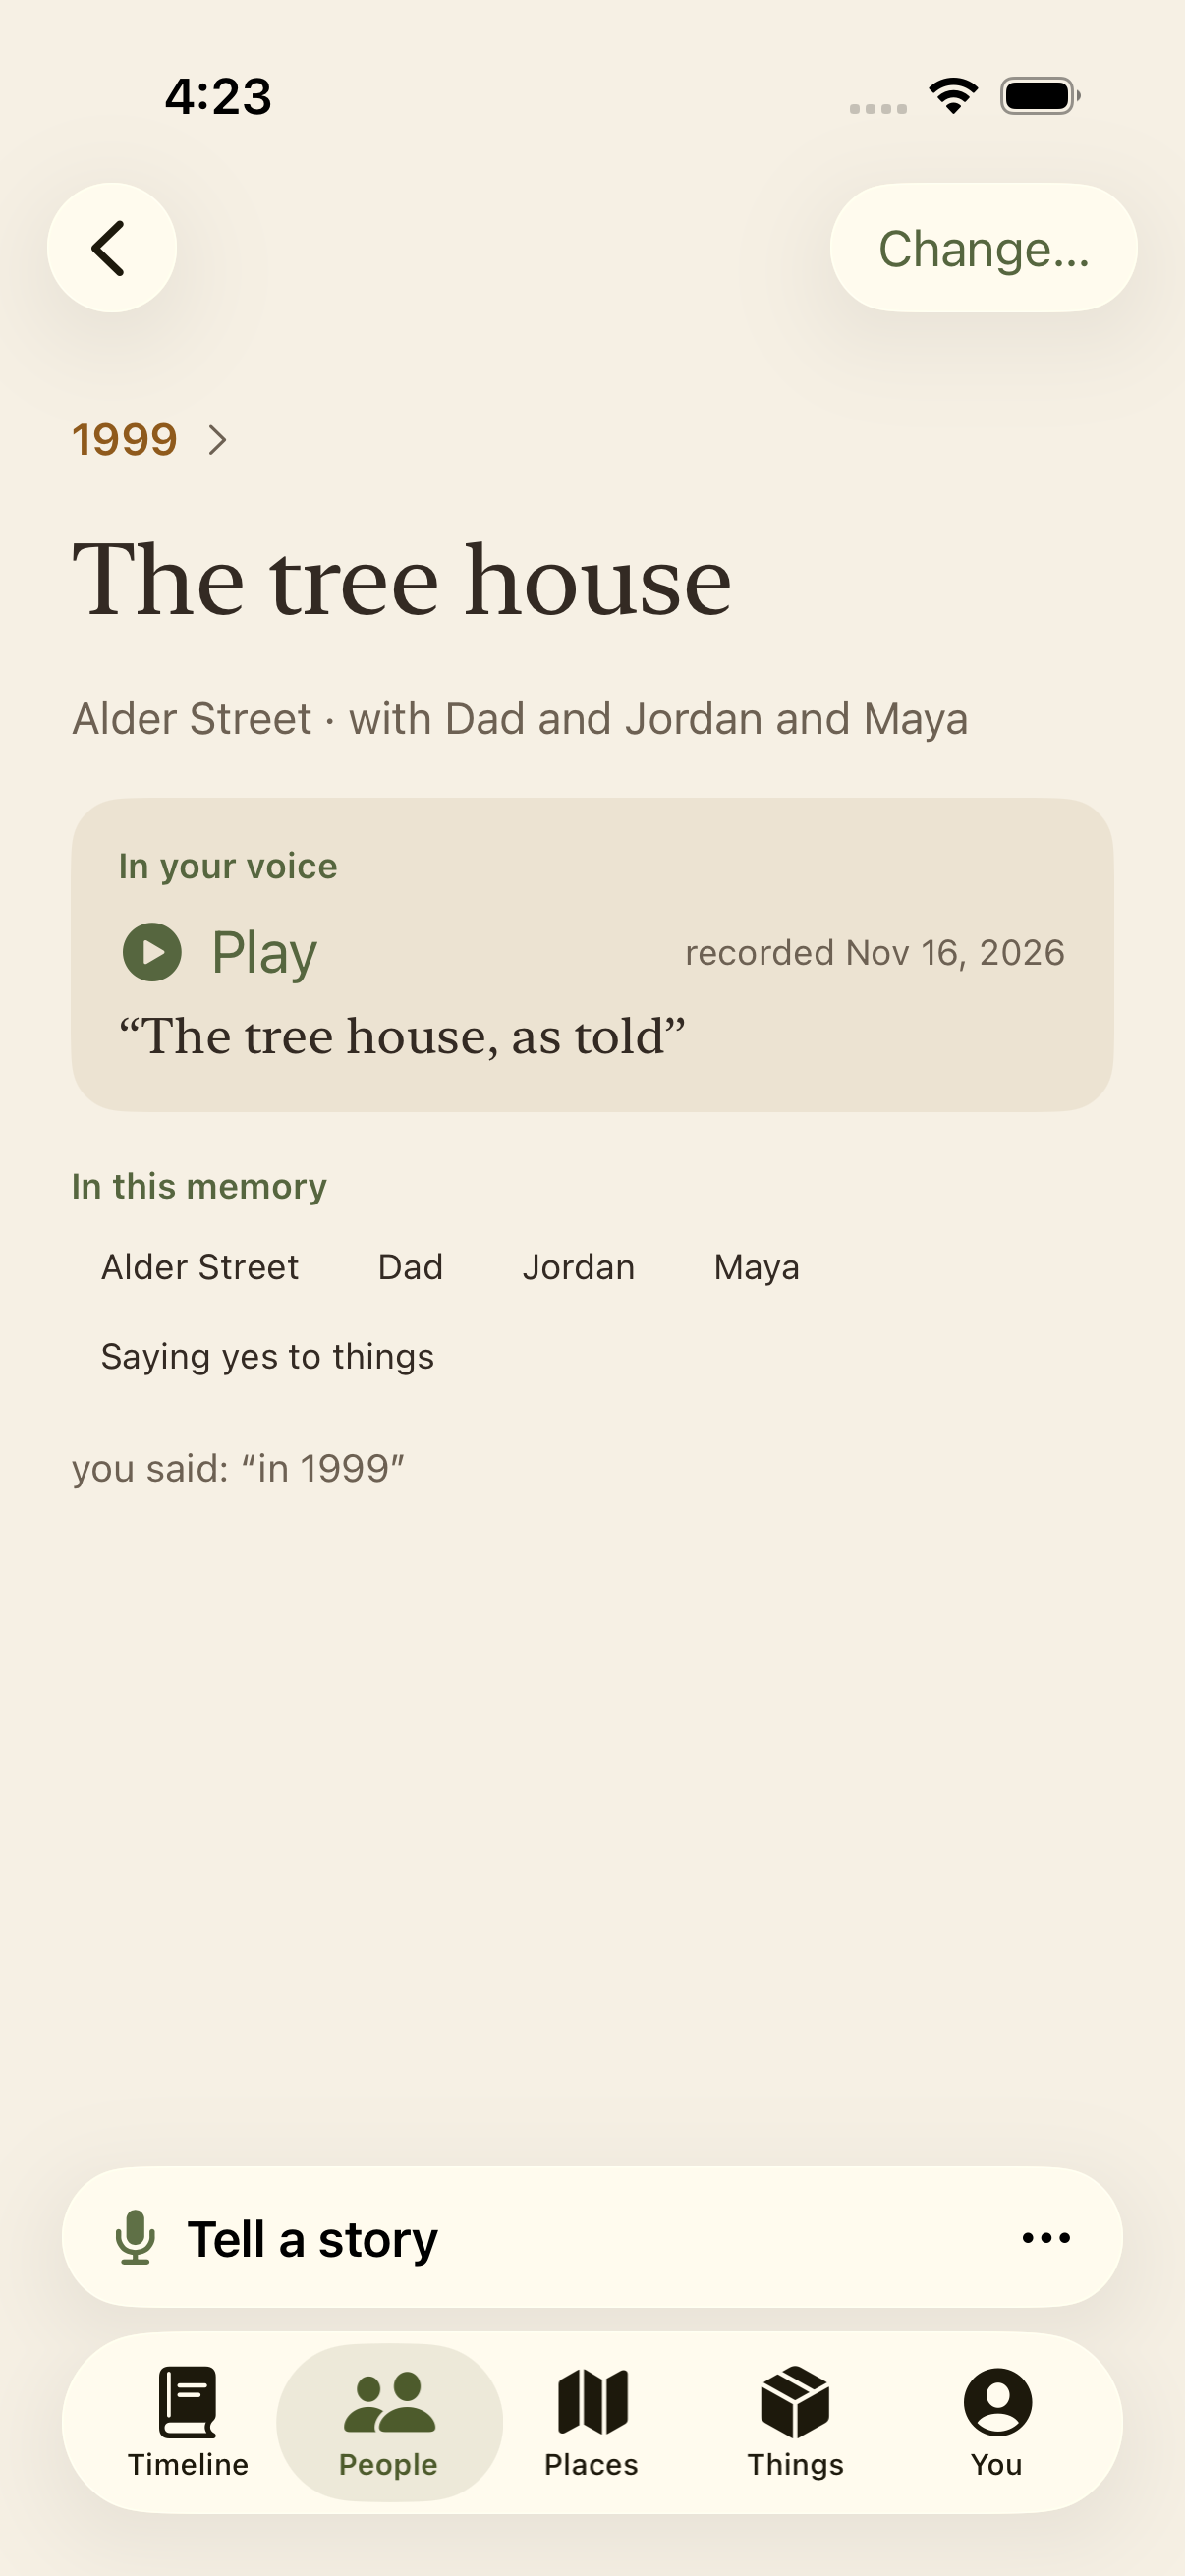 4:23
Change...
1999
The tree house
Alder Street · with Dad and Jordan and Maya
In your voice
Play
recorded Nov 16, 2026
“The tree house, as told”
In this memory
Alder Street Dad Jordan Maya
Saying yes to things
you said: “in 1999”
Tell a story
Timeline People Places Things You